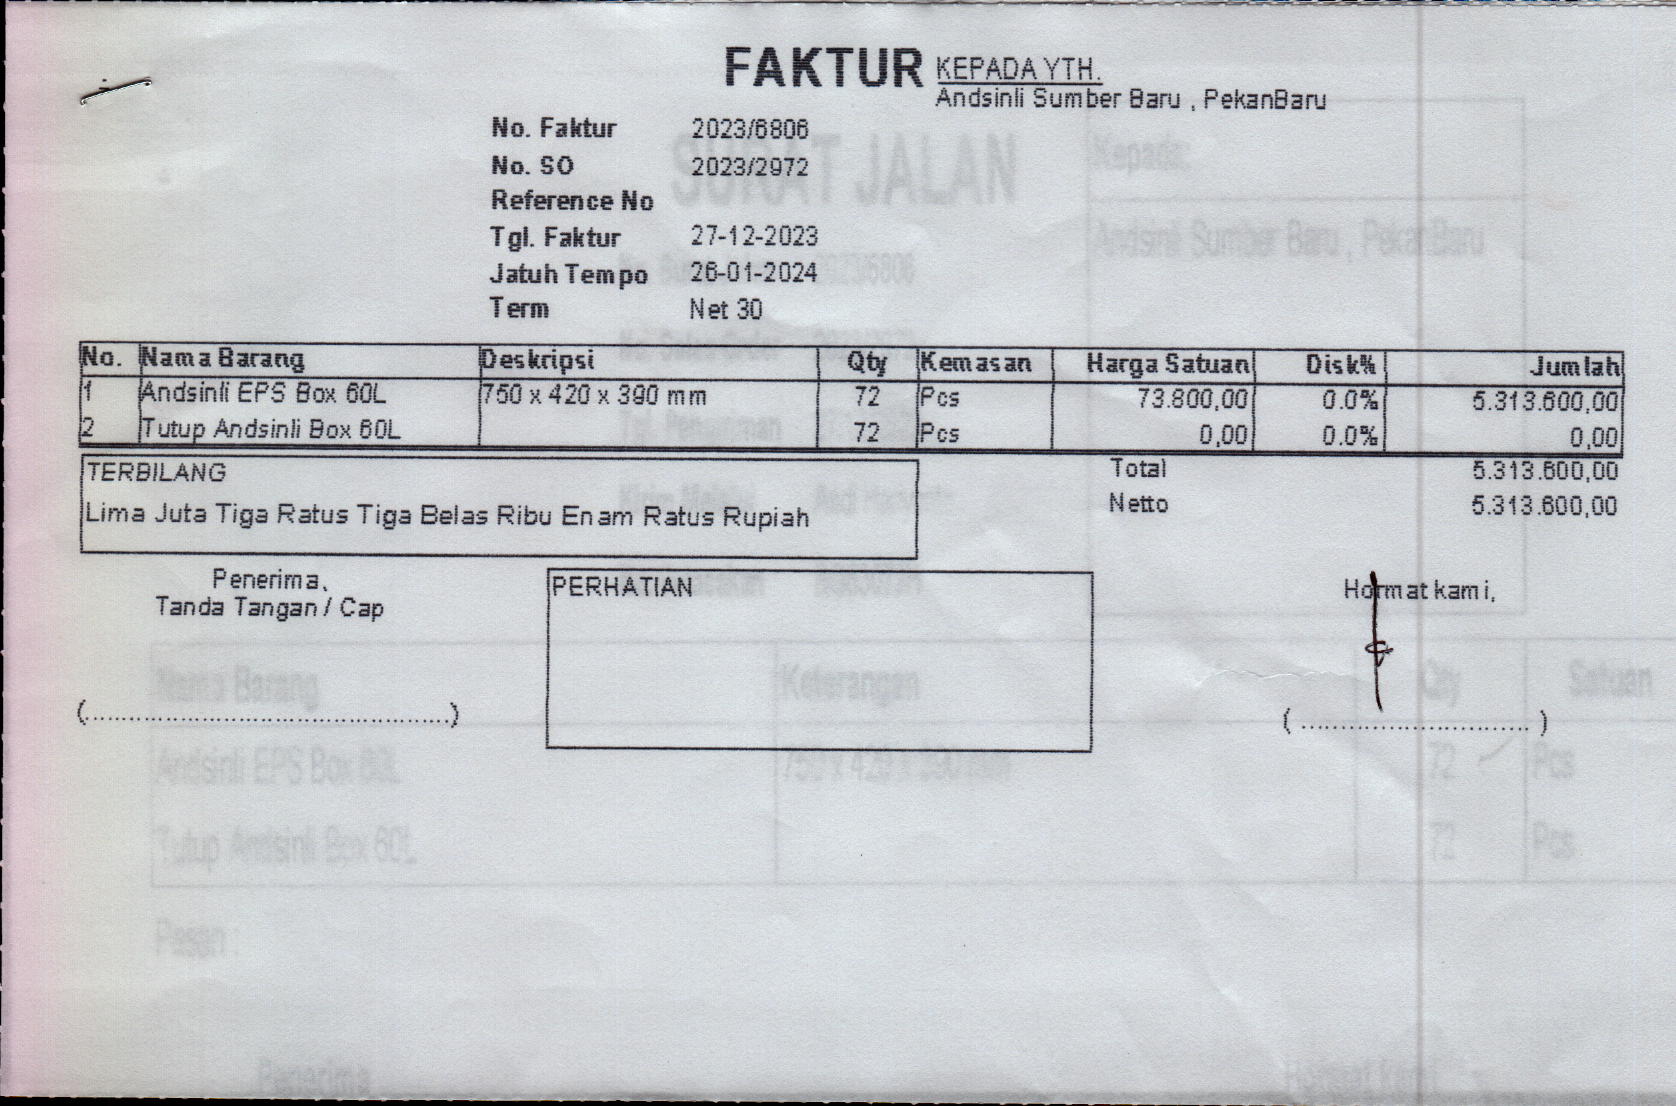 FAKTUR
KEPADA YTH.
Andsinli Sumber Baru , PekanBaru
No. Faktur 2023/6806
No. SO 2023/2972
Reference No
Tgl. Faktur 27-12-2023
Jatuh Tempo 26-01-2024
Term Net 30
No. Nama Barang Deskripsi Qty Kemasan Harga Satuan Disk% Jumlah
1 Andsinli EPS Box 60L 750 x 420 x 390 mm 72 Pcs 73.800,00 0.0% 5.313.600,00
2 Tutup Andsinli Box 60L 72 Pcs 0,00 0.0% 0,00
TERBILANG
Lima Juta Tiga Ratus Tiga Belas Ribu Enam Ratus Rupiah
Total 5.313.600,00
Netto 5.313.600,00
Penerima,
Tanda Tangan / Cap
PERHATIAN
Hormat kami,
SURAT JALAN
Kepada:
Andsinli Sumber Baru , PekanBaru
2023/6806
Nama Barang Keterangan Qty Satuan
Andsinli EPS Box 60L 750 x 420 x 390 mm 72 Pcs
Tutup Andsinli Box 60L 72 Pcs
Pesan :
Penerima Hormat kami